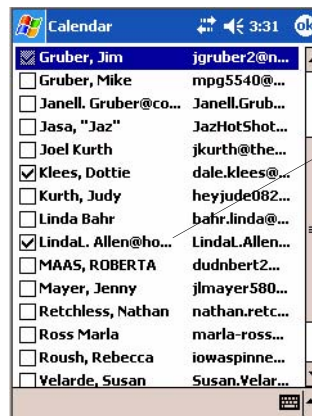 Calendar 3:31 ok
Gruber, Jim jgruber2@n...
Gruber, Mike mpg5540@...
Janell. Gruber@co... Janell.Grub...
Jasa, "Jaz" JazHotShot...
Joel Kurth jkurth@the...
Klees, Dottie dale.klees@...
Kurth, Judy heyjude082...
Linda Bahr bahr.linda@...
LindaL. Allen@ho... LindaL.Allen...
MAAS, ROBERTA dudnbert2...
Mayer, Jenny jlmayer580...
Retchless, Nathan nathan.retc...
Ross Marla marla-ross...
Roush, Rebecca iowaspinne...
Velarde, Susan Susan.Velar...